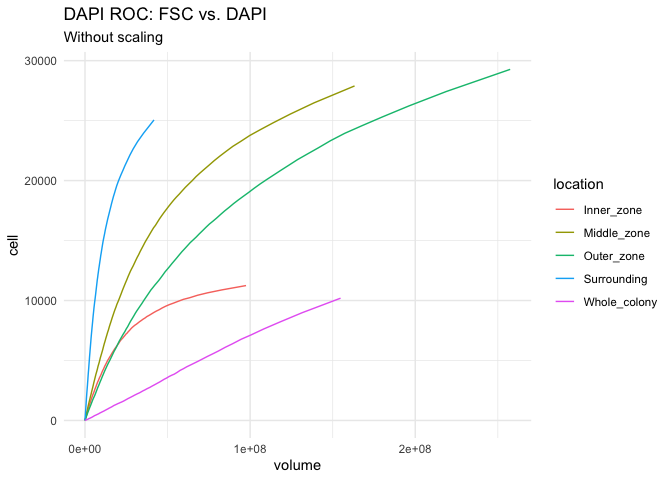 DAPI ROC: FSC vs. DAPI
Without scaling
30000
20000
10000
0
cell
0e+00
1e+08
2e+08
volume
location
Inner_zone
Middle_zone
Outer_zone
Surrounding
Whole_colony